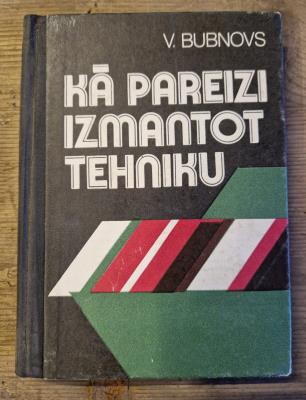 V. BUBNOVS
KĀ PAREIZI
IZMANTOT
TEHNIKU